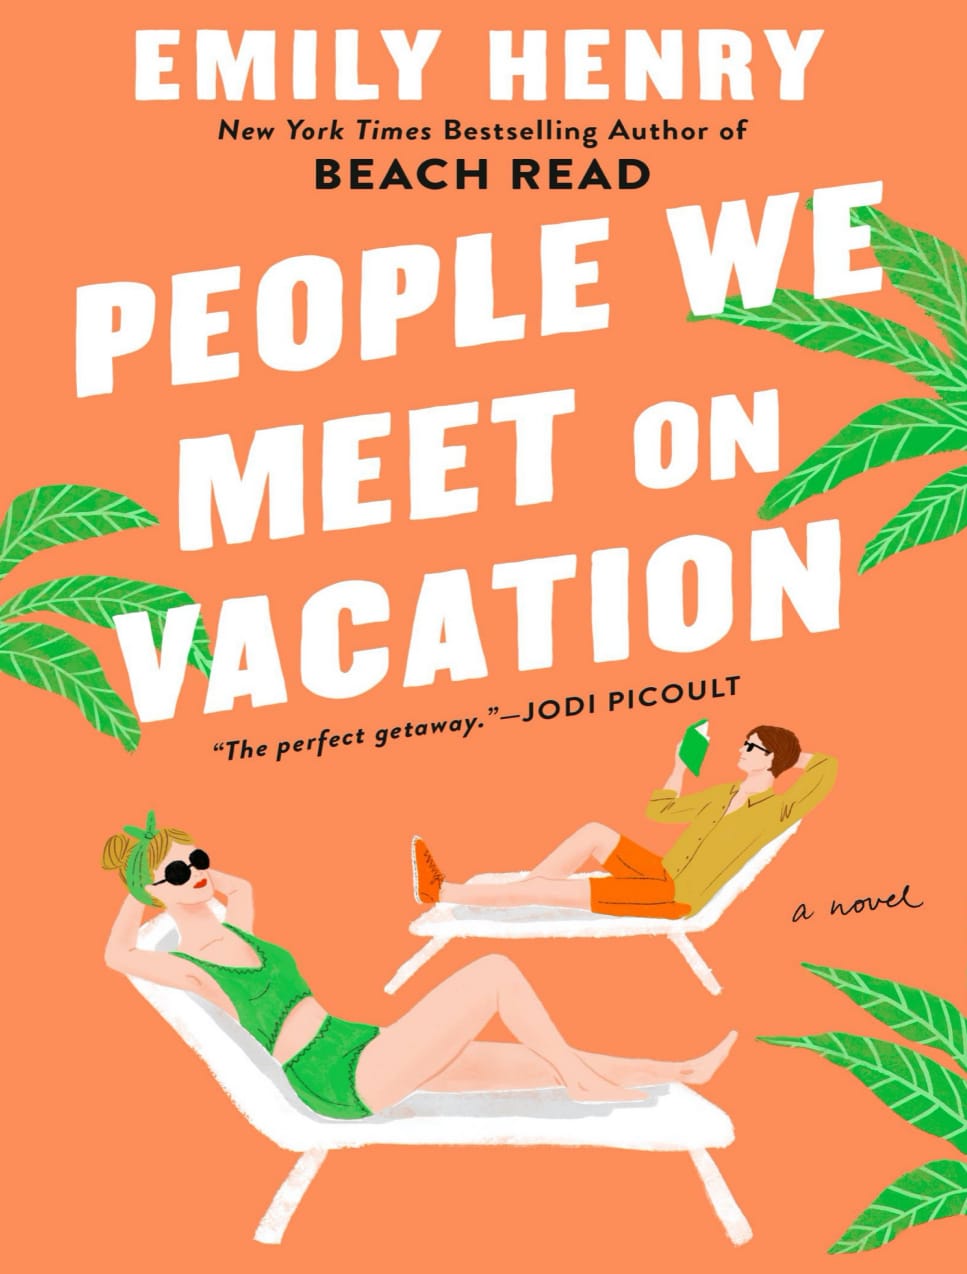 EMILY HENRY
New York Times Bestselling Author of
BEACH READ
PEOPLE WE
MEET ON
VACATION
“The perfect getaway.”—JODI PICOULT
a novel